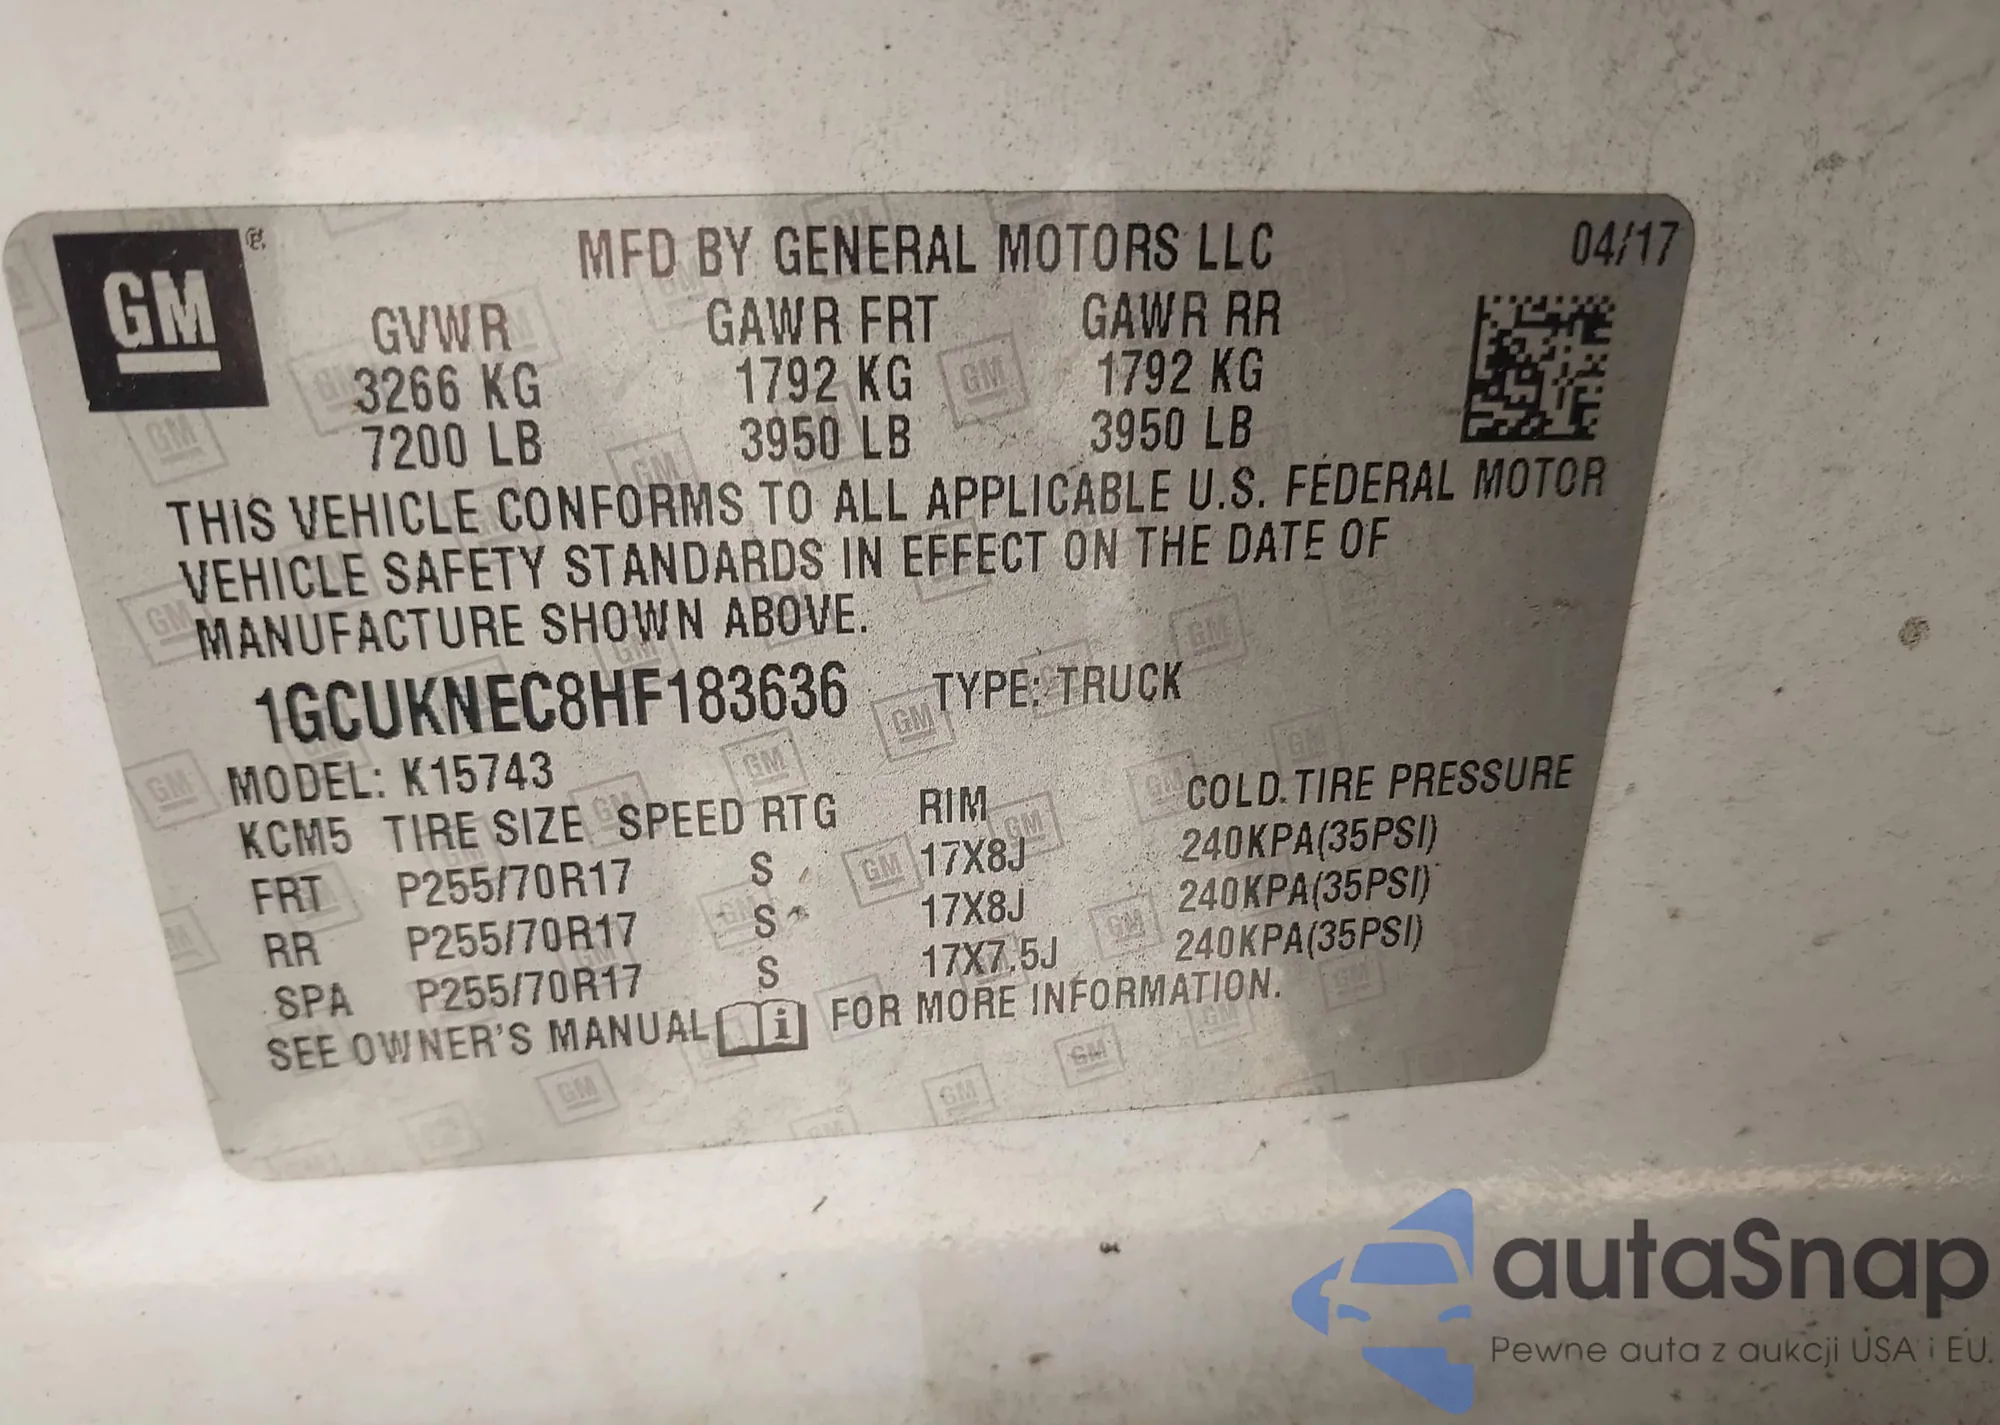 GM ®
MFD BY GENERAL MOTORS LLC 04/17
GVWR GAWR FRT GAWR RR
3266 KG 1792 KG 1792 KG
7200 LB 3950 LB 3950 LB
THIS VEHICLE CONFORMS TO ALL APPLICABLE U.S. FEDERAL MOTOR
VEHICLE SAFETY STANDARDS IN EFFECT ON THE DATE OF
MANUFACTURE SHOWN ABOVE.
1GCUKNEC8HF183636 TYPE: TRUCK
MODEL: K15743
KCM5 TIRE SIZE SPEED RTG RIM COLD TIRE PRESSURE
FRT P255/70R17 S 17X8J 240KPA(35PSI)
RR P255/70R17 S 17X8J 240KPA(35PSI)
SPA P255/70R17 S 17X7.5J 240KPA(35PSI)
SEE OWNER'S MANUAL i FOR MORE INFORMATION.
autaSnap
Pewne auta z aukcji USA i EU.